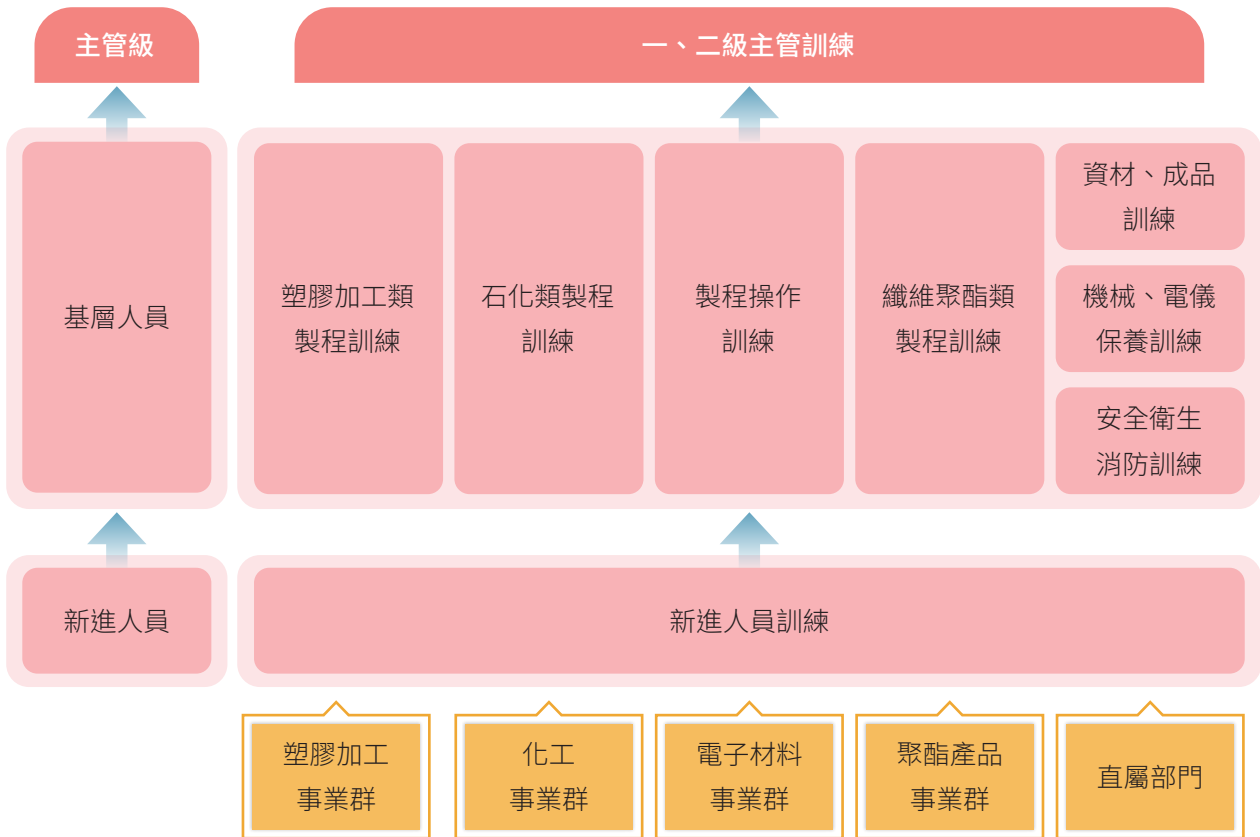 主管級
一、二級主管訓練
基層人員
塑膠加工類
製程訓練
石化類製程
訓練
製程操作
訓練
纖維聚酯類
製程訓練
資材、成品
訓練
機械、電儀
保養訓練
安全衛生
消防訓練
新進人員
新進人員訓練
塑膠加工
事業群
化工
事業群
電子材料
事業群
聚酯產品
事業群
直屬部門